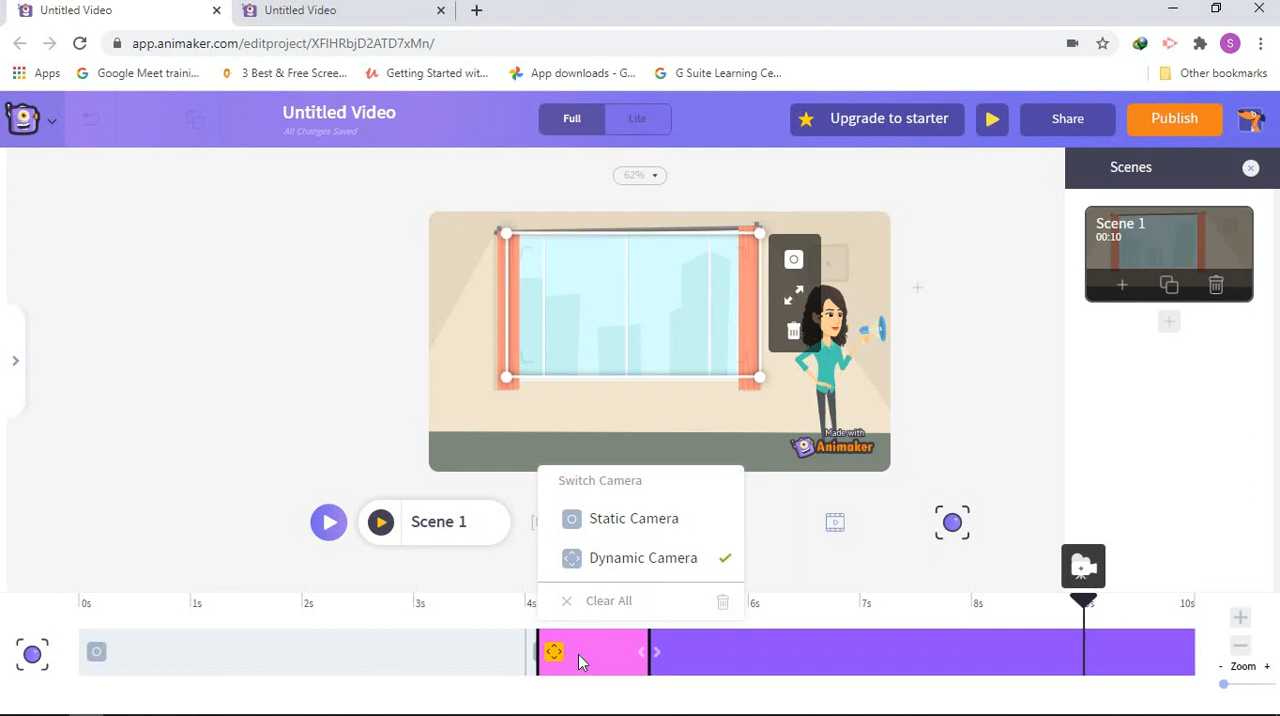 Untitled Video
Untitled Video
app.animaker.com/editproject/XFIHRbjD2ATD7xMn/
Apps
Google Meet traini...
3 Best & Free Scree...
Getting Started wit...
App downloads - G...
G Suite Learning Ce...
Other bookmarks
Untitled Video
All Changes Saved
Full
Lite
Upgrade to starter
Share
Publish
62%
Scenes
Scene 1
00:10
Made with
Animaker
Switch Camera
Static Camera
Dynamic Camera
Clear All
Scene 1
0s 1s 2s 3s 4s 6s 7s 8s 10s
- Zoom +